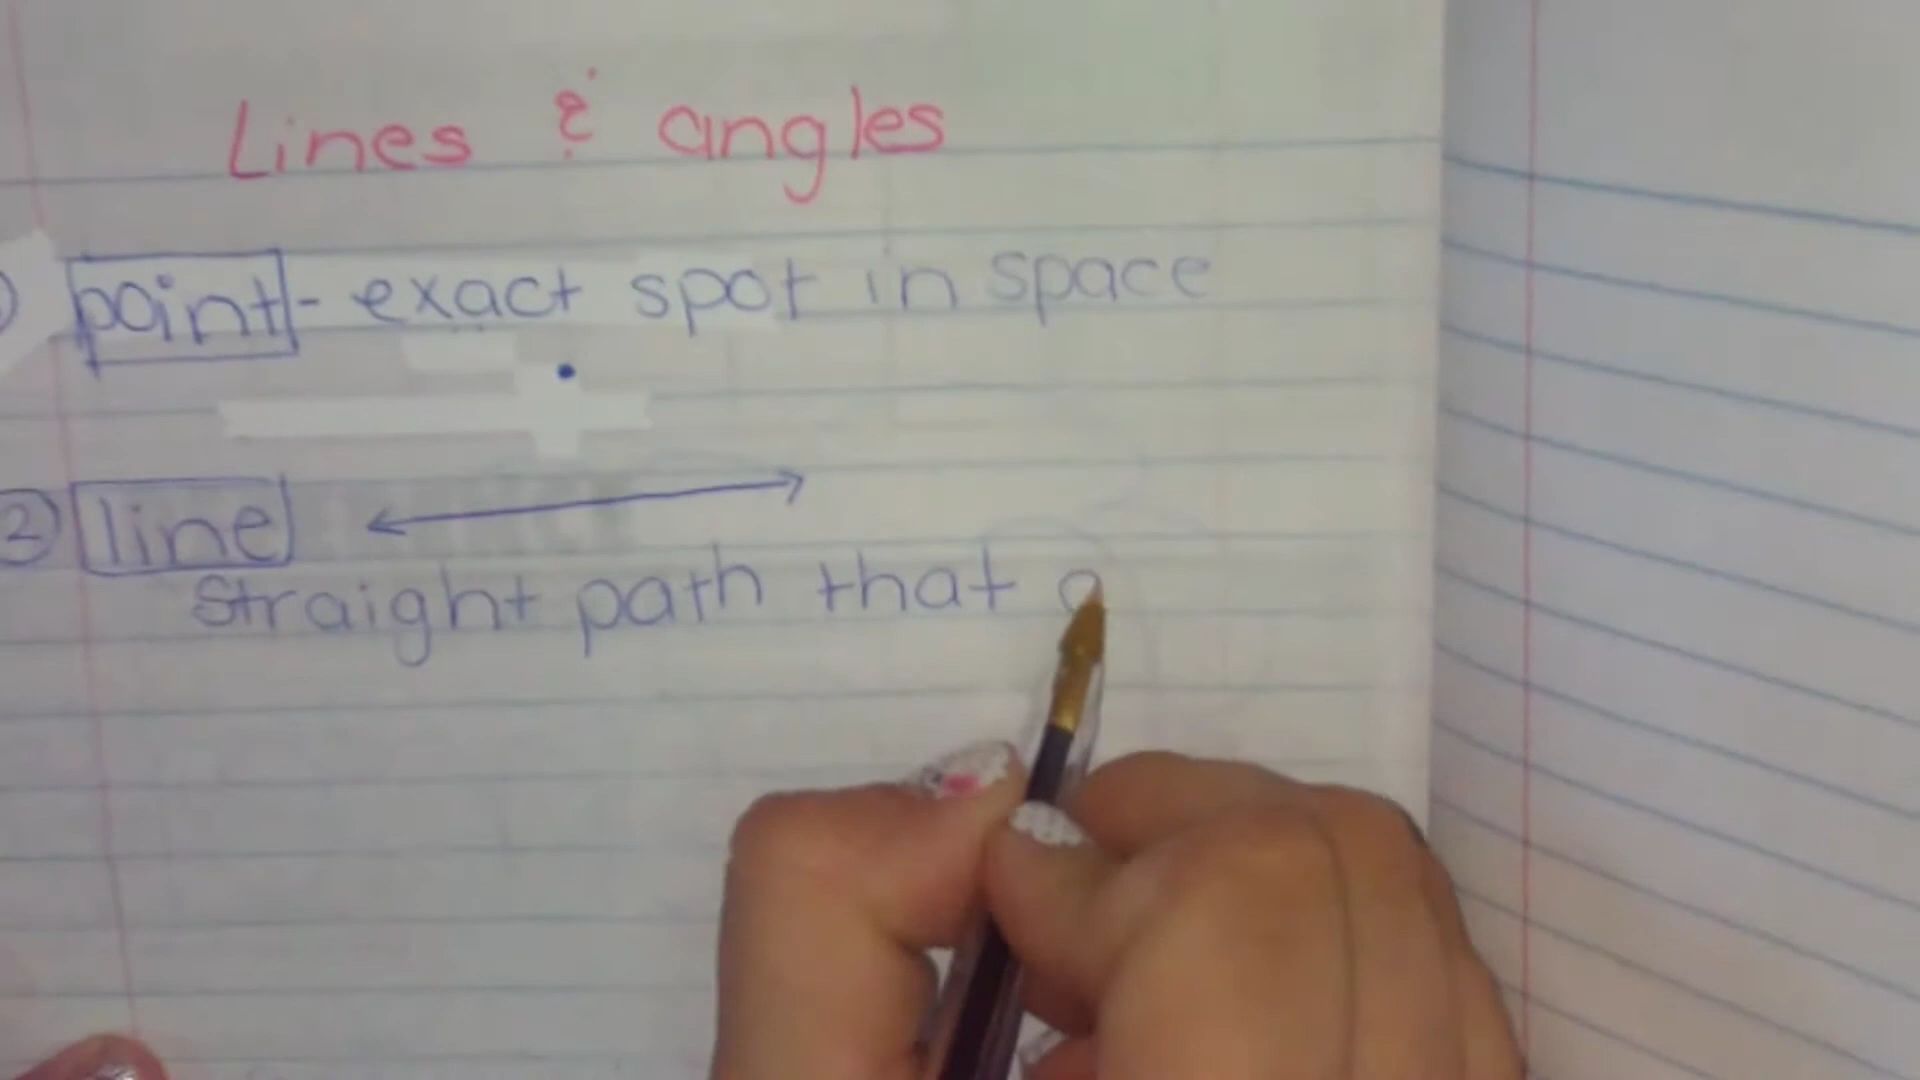 Lines & angles
point - exact spot in space
② line
Straight path that